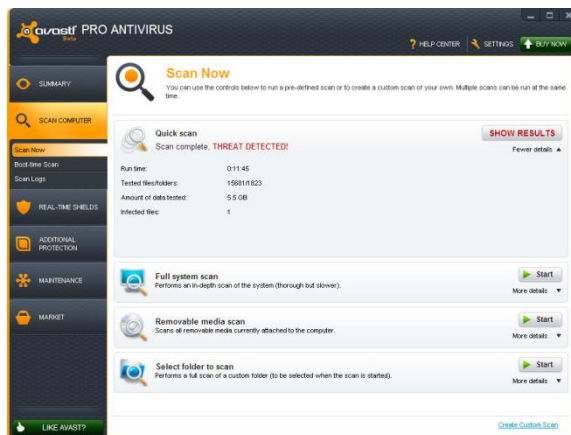 avast! PRO ANTIVIRUS
Beta
HELP CENTER
SETTINGS
BUY NOW
SUMMARY
SCAN COMPUTER
Scan Now
Boot-time Scan
Scan Logs
REAL-TIME SHIELDS
ADDITIONAL
PROTECTION
MAINTENANCE
MARKET
LIKE AVAST?
Scan Now
You can use the controls below to run a pre-defined scan or to create a custom scan of your own. Multiple scans can be run at the same
time.
Quick scan
SHOW RESULTS
Scan complete, THREAT DETECTED!
Fewer details
Run time: 0:11:45
Tested files/folders: 15681/1823
Amount of data tested: 5.5 GB
Infected files: 1
Full system scan
Start
Performs an in-depth scan of the system (thorough but slower).
More details
Removable media scan
Start
Scans all removable media currently attached to the computer.
More details
Select folder to scan
Start
Performs a full scan of a custom folder (to be selected when the scan is started).
More details
Create Custom Scan